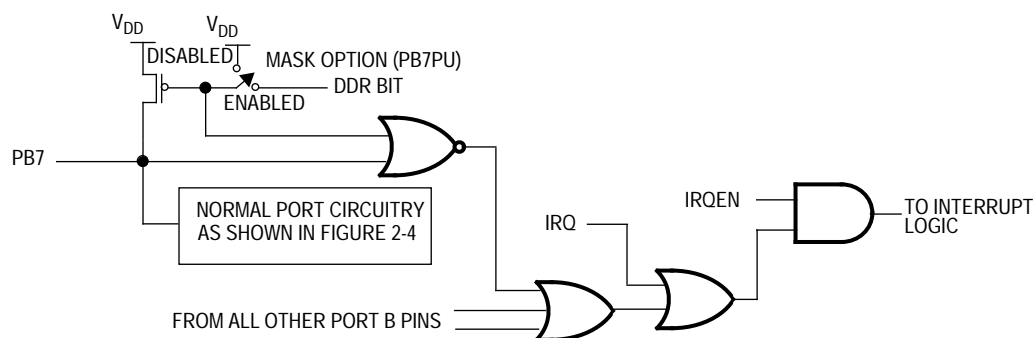 VDD
VDD
DISABLED
MASK OPTION (PB7PU)
DDR BIT
ENABLED
PB7
NORMAL PORT CIRCUITRY
AS SHOWN IN FIGURE 2-4
IRQEN
TO INTERRUPT
LOGIC
IRQ
FROM ALL OTHER PORT B PINS